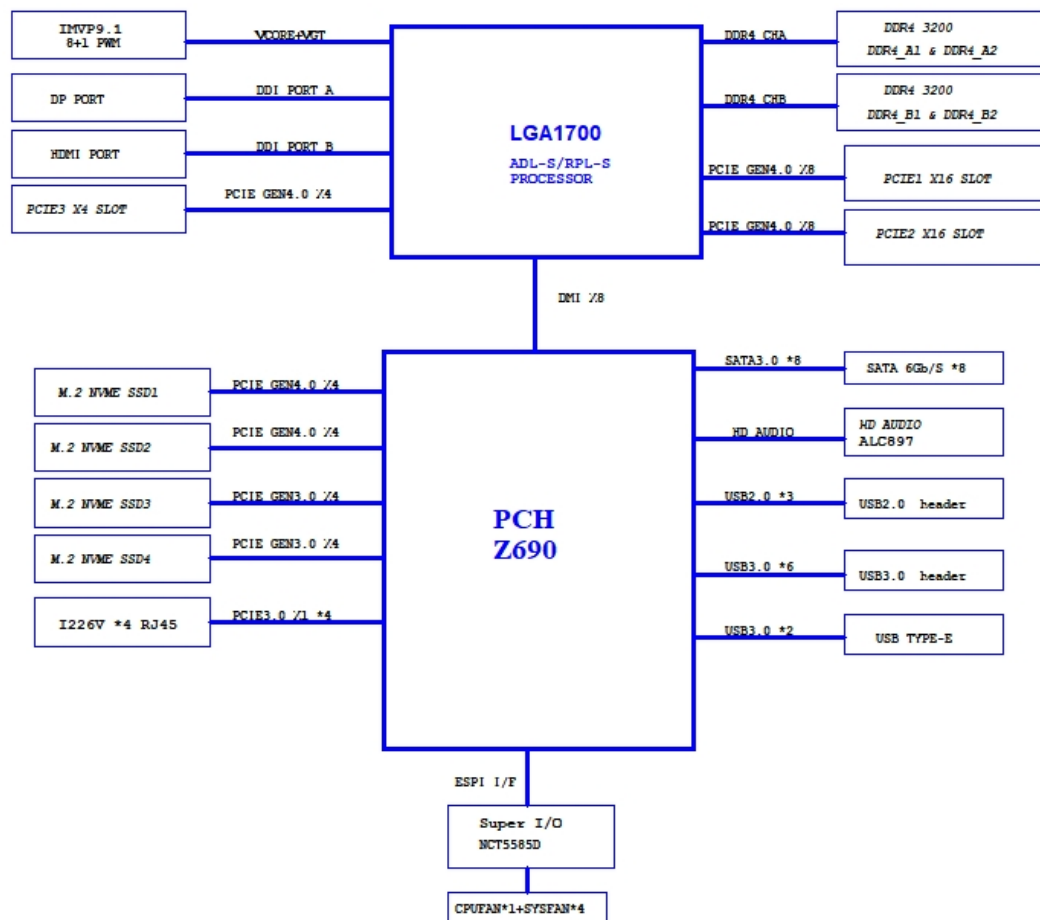 IMVP9.1
8+1 PWM
VCORE+VGT
DDR4 CHA
DDR4 3200
DDR4_A1 & DDR4_A2
DP PORT
DDI PORT A
DDR4 CHB
DDR4 3200
DDR4_B1 & DDR4_B2
HDMI PORT
DDI PORT B
LGA1700
ADL-S/RPL-S
PROCESSOR
PCIE GEN4.0 X8
PCIE1 X16 SLOT
PCIE3 X4 SLOT
PCIE GEN4.0 X4
PCIE GEN4.0 X8
PCIE2 X16 SLOT
DMI X8
SATA3.0 *8
SATA 6Gb/S *8
M.2 NVME SSD1
PCIE GEN4.0 X4
HD AUDIO
HD AUDIO
ALC897
M.2 NVME SSD2
PCIE GEN4.0 X4
M.2 NVME SSD3
PCIE GEN3.0 X4
USB2.0 *3
USB2.0 header
PCH
Z690
M.2 NVME SSD4
PCIE GEN3.0 X4
USB3.0 *6
USB3.0 header
I226V *4 RJ45
PCIE3.0 X1 *4
USB3.0 *2
USB TYPE-E
ESPI I/F
Super I/O
NCT5585D
CPUFAN*1+SYSFAN*4